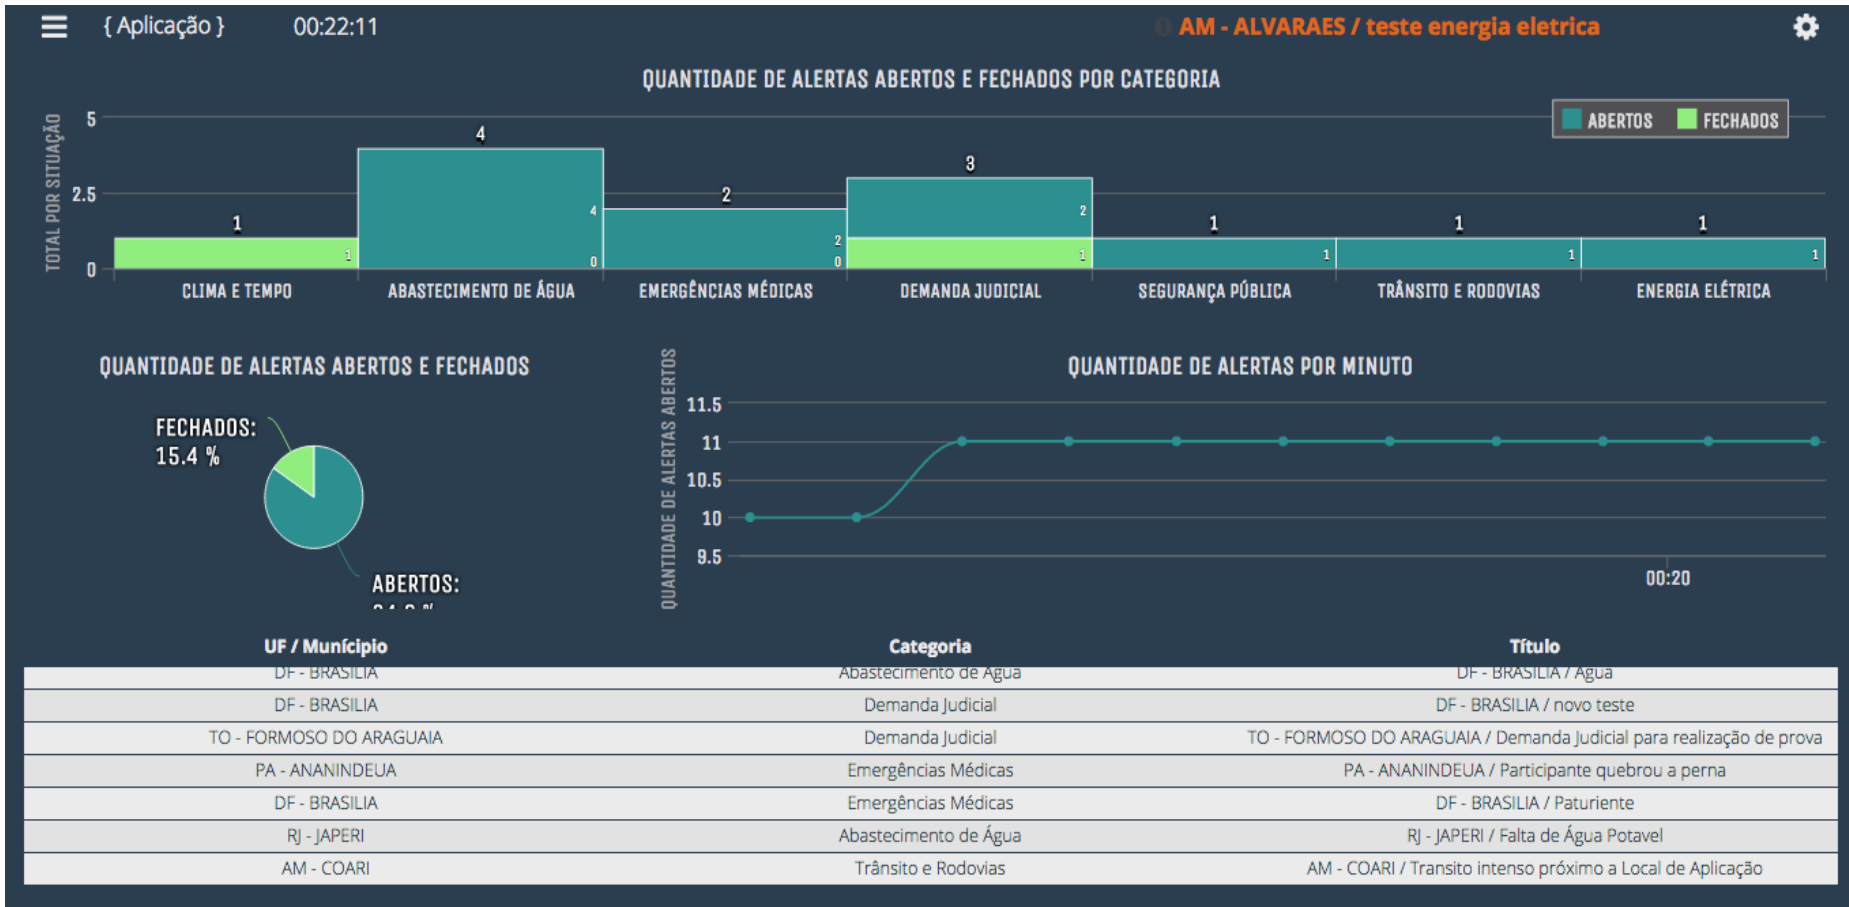 { Aplicação } 00:22:11 AM - ALVARAES / teste energia eletrica
QUANTIDADE DE ALERTAS ABERTOS E FECHADOS POR CATEGORIA
TOTAL POR SITUAÇÃO
5
2.5
0
ABERTOS FECHADOS
1 4 2 3 1 1 1
1 4 0 2 0 2 1 1 1 1
CLIMA E TEMPO ABASTECIMENTO DE ÁGUA EMERGÊNCIAS MÉDICAS DEMANDA JUDICIAL SEGURANÇA PÚBLICA TRÂNSITO E RODOVIAS ENERGIA ELÉTRICA
QUANTIDADE DE ALERTAS ABERTOS E FECHADOS
FECHADOS:
15.4 %
ABERTOS:
QUANTIDADE DE ALERTAS POR MINUTO
QUANTIDADE DE ALERTAS ABERTOS
11.5
11
10.5
10
9.5
00:20
UF / Munícipio Categoria Título
DF - BRASILIA Abastecimento de Água DF - BRASILIA / Agua
DF - BRASILIA Demanda Judicial DF - BRASILIA / novo teste
TO - FORMOSO DO ARAGUAIA Demanda Judicial TO - FORMOSO DO ARAGUAIA / Demanda Judicial para realização de prova
PA - ANANINDEUA Emergências Médicas PA - ANANINDEUA / Participante quebrou a perna
DF - BRASILIA Emergências Médicas DF - BRASILIA / Paturiente
RJ - JAPERI Abastecimento de Água RJ - JAPERI / Falta de Água Potavel
AM - COARI Trânsito e Rodovias AM - COARI / Transito intenso próximo a Local de Aplicação